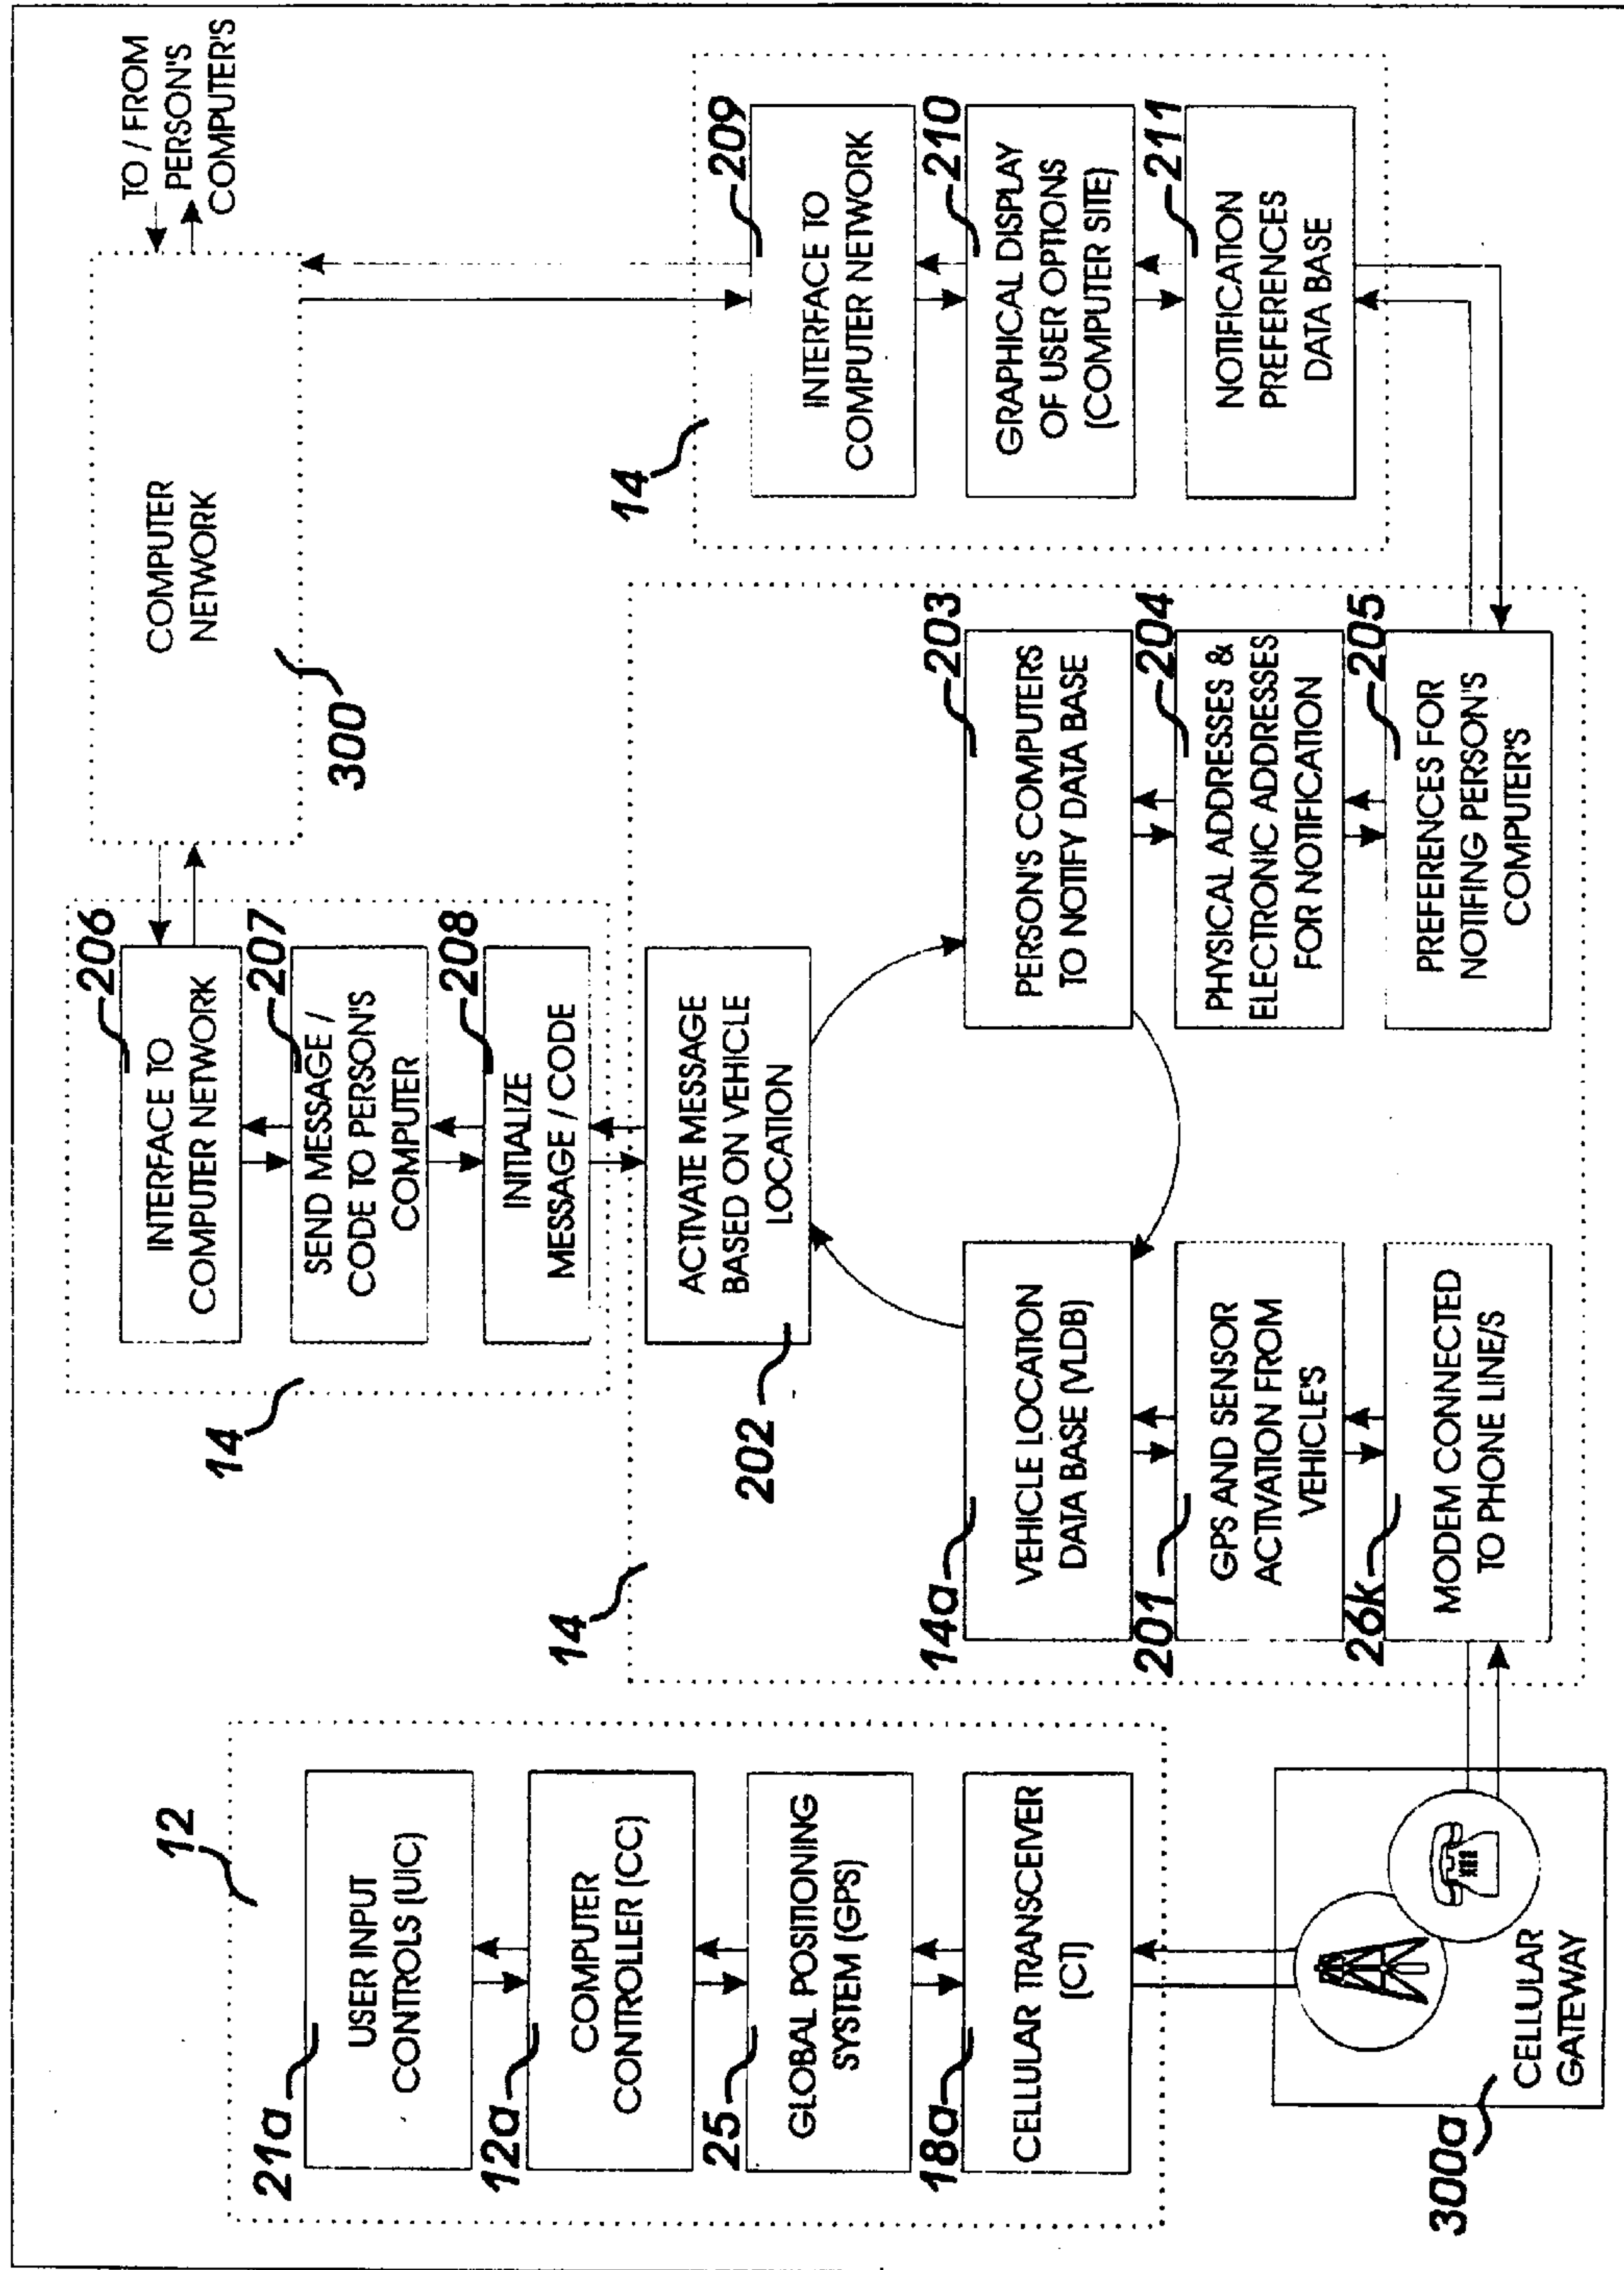 12
21a
USER INPUT
CONTROLS (UIC)
12a
COMPUTER
CONTROLLER (CC)
25
GLOBAL POSITIONING
SYSTEM (GPS)
18a
CELLULAR TRANSCEIVER
(CT)
300a
CELLULAR
GATEWAY
14
206
INTERFACE TO
COMPUTER NETWORK
207
SEND MESSAGE /
CODE TO PERSON'S
COMPUTER
208
INITIALIZE
MESSAGE / CODE
14
202
ACTIVATE MESSAGE
BASED ON VEHICLE
LOCATION
14a
VEHICLE LOCATION
DATA BASE (VLDB)
201
GPS AND SENSOR
ACTIVATION FROM
VEHICLE'S
26k
MODEM CONNECTED
TO PHONE LINE/S
203
PERSON'S COMPUTERS
TO NOTIFY DATA BASE
204
PHYSICAL ADDRESSES &
ELECTRONIC ADDRESSES
FOR NOTIFICATION
205
PREFERENCES FOR
NOTIFYING PERSON'S
COMPUTER'S
300
COMPUTER
NETWORK
TO / FROM
PERSON'S
COMPUTER'S
14
209
INTERFACE TO
COMPUTER NETWORK
210
GRAPHICAL DISPLAY
OF USER OPTIONS
(COMPUTER SITE)
211
NOTIFICATION
PREFERENCES
DATA BASE